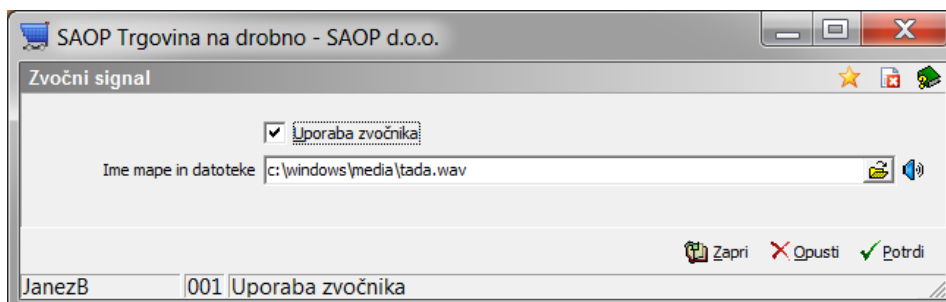 SAOP Trgovina na drobno - SAOP d.o.o.
Zvočni signal
Uporaba zvočnika
Ime mape in datoteke c:\windows\media\tada.wav
Zapri Opusti Potrdi
JanezB 001 Uporaba zvočnika